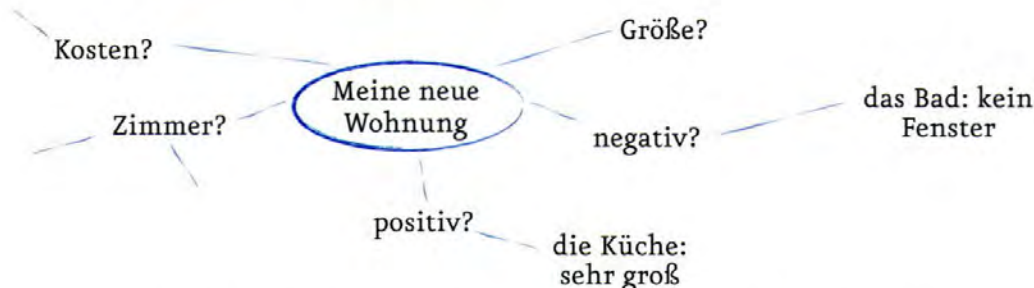 Größe?
Kosten?
Meine neue
Wohnung
das Bad: kein
Fenster
Zimmer?
negativ?
positiv?
die Küche:
sehr groß